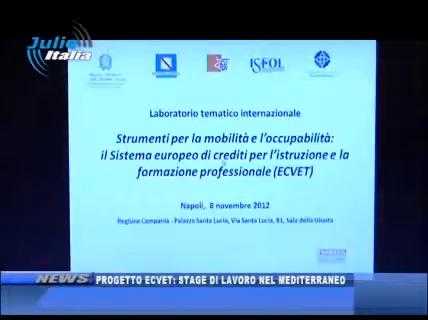 Julie
Italia
ISFOL
Laboratorio tematico internazionale
Strumenti per la mobilità e l'occupabilità:
il Sistema europeo di crediti per l'istruzione e la
formazione professionale (ECVET)
Napoli, 8 novembre 2012
Regione Campania - Palazzo Santa Lucia, Via Santa Lucia, 81, Sala della Giunta
NEWS PROGETTO ECVET: STAGE DI LAVORO NEL MEDITERRANEO